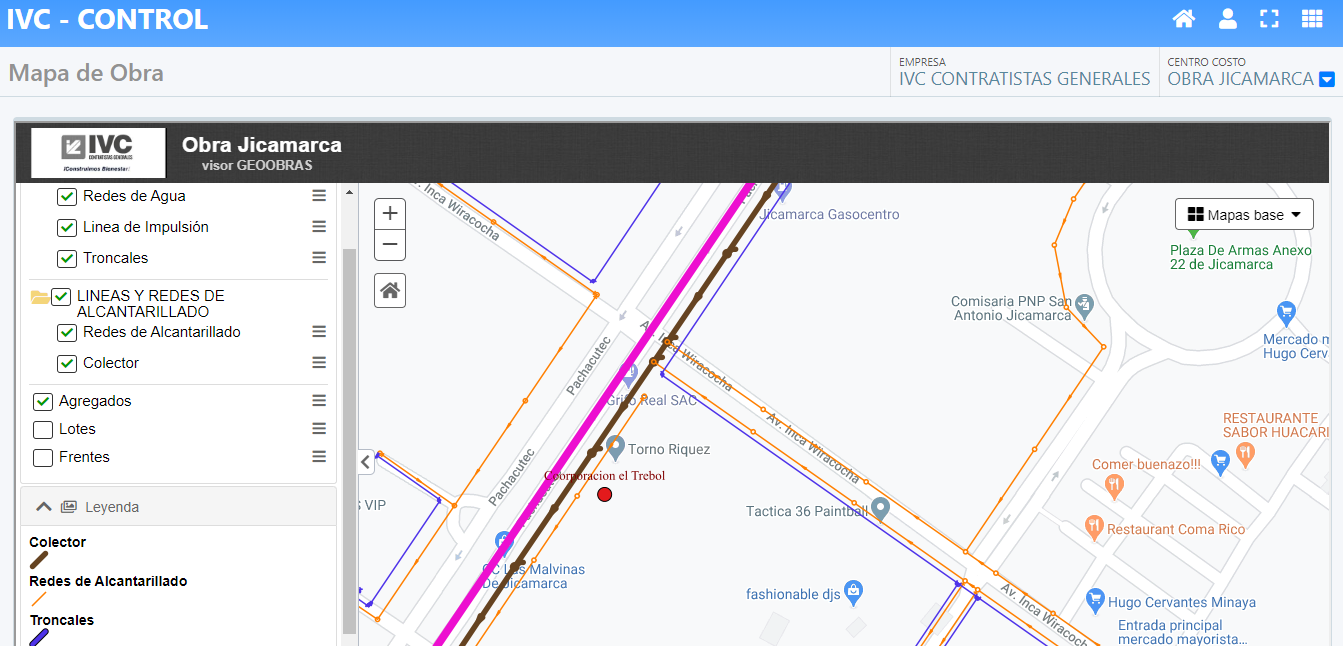 IVC - CONTROL
Mapa de Obra
EMPRESA
IVC CONTRATISTAS GENERALES
CENTRO COSTO
OBRA JICAMARCA
IVC
CONTRATISTAS GENERALES
¡Construimos Bienestar!
Obra Jicamarca
visor GEOOBRAS
Redes de Agua
Linea de Impulsión
Troncales
LINEAS Y REDES DE
ALCANTARILLADO
Redes de Alcantarillado
Colector
Agregados
Lotes
Frentes
Leyenda
Colector
Redes de Alcantarillado
Troncales
+
−
Mapas base
Av. Inca Wiracocha
Jicamarca Gasocentro
Plaza De Armas Anexo
22 de Jicamarca
Comisaria PNP San
Antonio Jicamarca
Mercado m
Hugo Cerv
Av. Inca Wiracocha
Pachacutec
Grifo Real SAC
Av. Inca Wiracocha
RESTAURANTE
SABOR HUACARI
Torno Riquez
Comer buenazo!!!
Pachacutec
Coorporacion el Trebol
S VIP
Tactica 36 Paintball
Restaurant Coma Rico
CC Las Malvinas
De Jicamarca
fashionable djs
Av. Inca Wiracocha
Hugo Cervantes Minaya
Entrada principal
mercado mayorista...